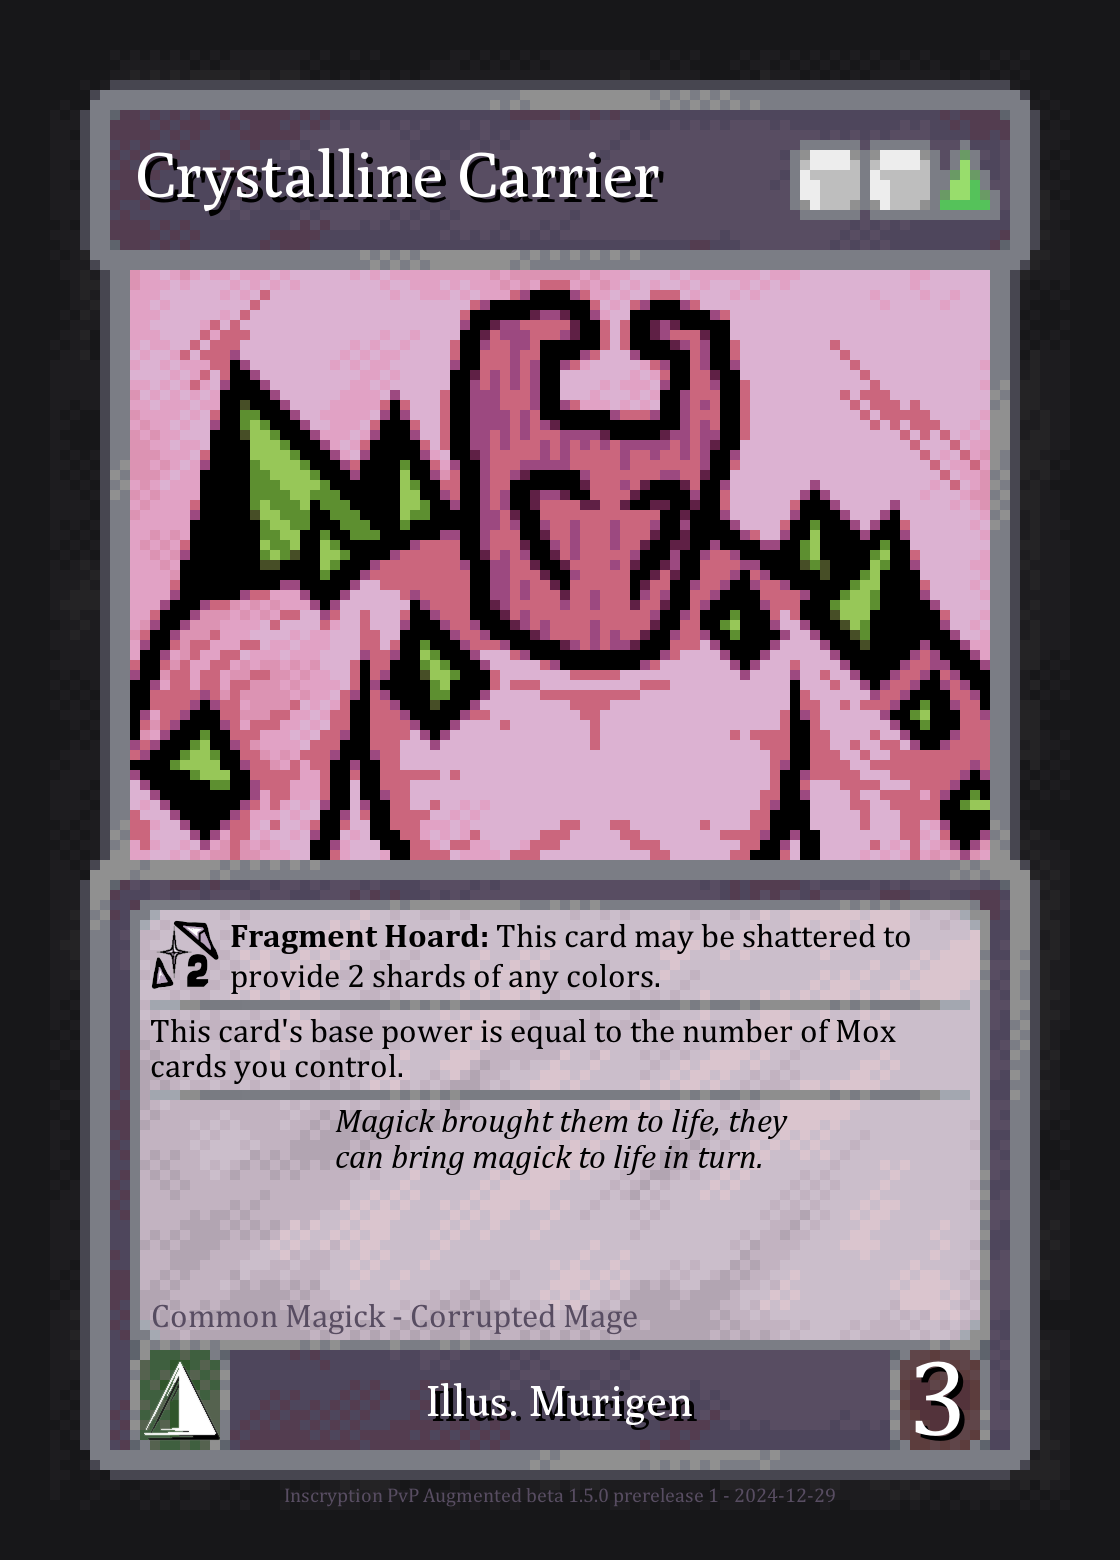 Crystalline Carrier
2
Fragment Hoard: This card may be shattered to
provide 2 shards of any colors.
This card's base power is equal to the number of Mox
cards you control.
Magick brought them to life, they
can bring magick to life in turn.
Common Magick - Corrupted Mage
Illus. Murigen
3
Inscryption PvP Augmented beta 1.5.0 prerelease 1 - 2024-12-29